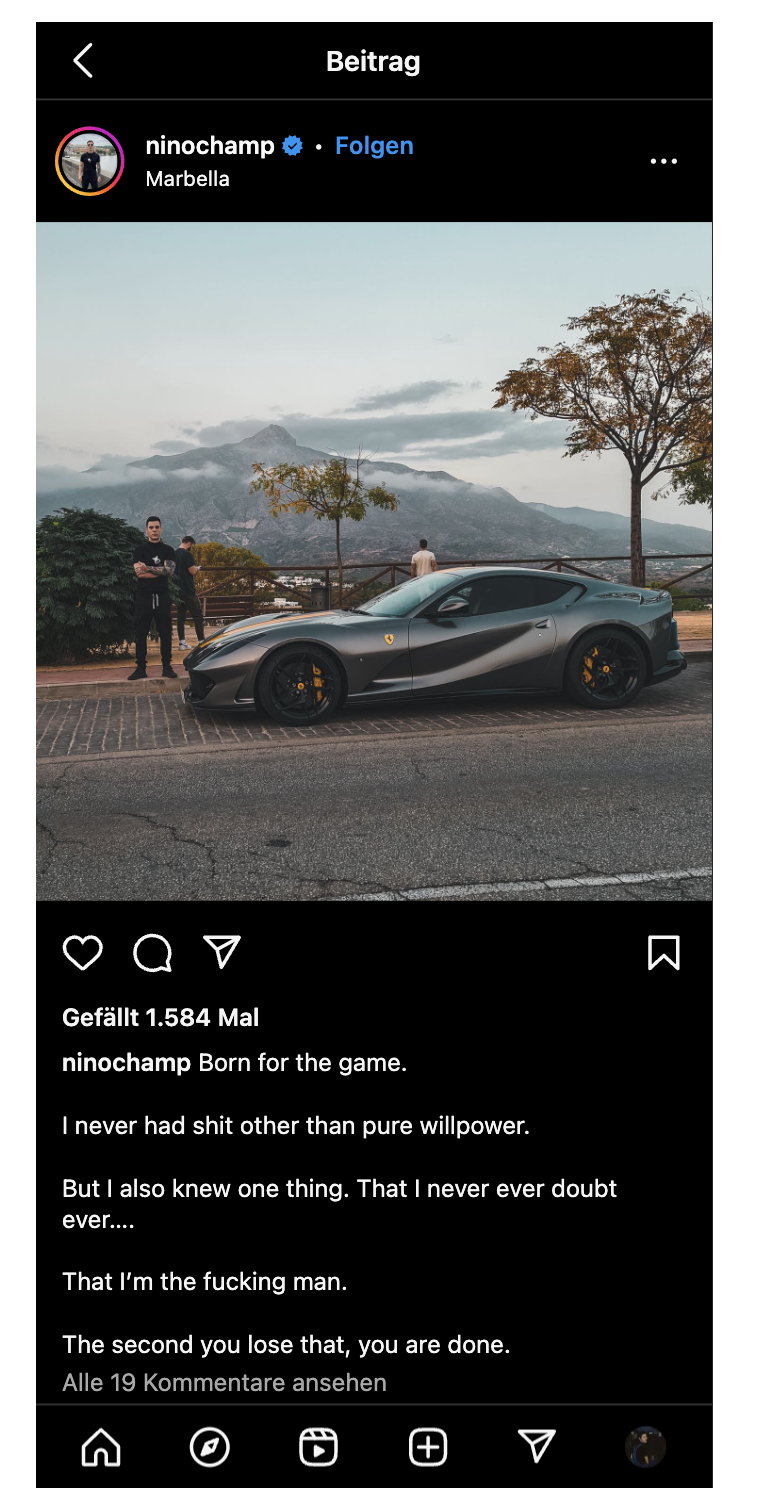 Beitrag
ninochamp • Folgen
Marbella
Gefällt 1.584 Mal
ninochamp Born for the game.
I never had shit other than pure willpower.
But I also knew one thing. That I never ever doubt
ever....
That I’m the fucking man.
The second you lose that, you are done.
Alle 19 Kommentare ansehen